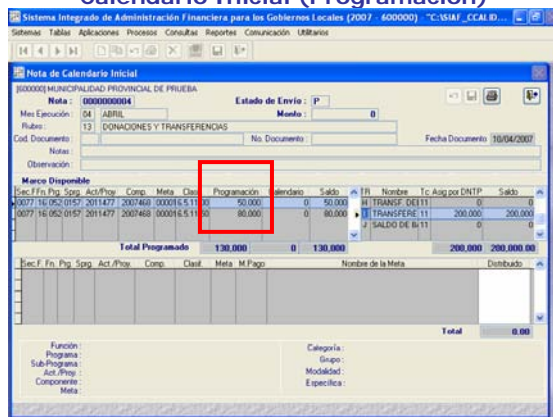 Calendario Inicial (Programación)
Sistema Integrado de Administración Financiera para los Gobiernos Locales (2007 - 600000) - "C:\SIAF_CCALID...
Sistemas Tablas Aplicaciones Procesos Consultas Reportes Comunicación Utilitarios
Nota de Calendario Inicial
[600000] MUNICIPALIDAD PROVINCIAL DE PRUEBA
Nota : 0000000004 Estado de Envío : P
Mes Ejecución : 04 ABRIL Monto : 0
Rubro : 13 DONACIONES Y TRANSFERENCIAS
Cod. Documento : No. Documento : Fecha Documento 10/04/2007
Notas :
Observación :
Marco Disponible
Sec.F Fn. Prg. Sprg. Act/Proy Comp. Meta Clasif. Programación Calendario Saldo TR Nombre Tc Asig por DNTP Saldo
0077 16 052 0157 2011477 2007468 00001 6.5.11 50,000 0 50,000 H TRANSF. DE 11 0 0
0077 16 052 0157 2011477 2007468 00001 6.5.11 80,000 0 80,000 TRANSFERE 11 200,000 200,000
J SALDO DE 11 0 0
Total Programado 130,000 0 130,000 200,000 200,000.00
Sec.F. Fn. Prg. Sprg. Act./Proy. Comp. Clasif. Meta M.Pago Nombre de la Meta Distribuido
Total 0.00
Función : Categoría :
Programa : Grupo :
Sub-Programa : Modalidad :
Act./Proy. : Específica :
Componente :
Meta :